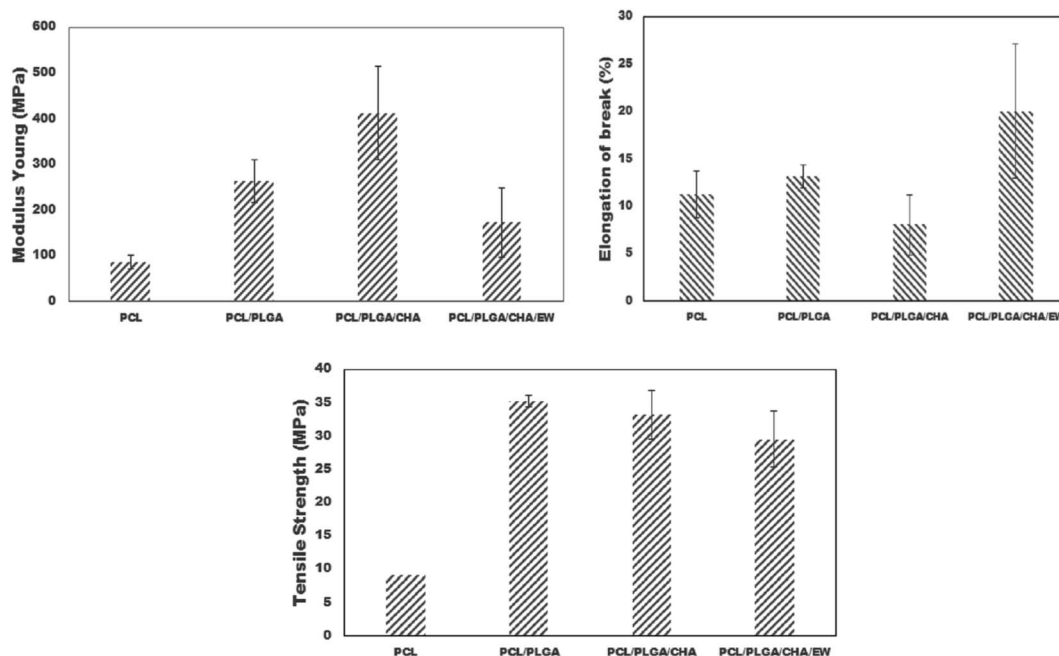 Modulus Young (MPa)
600
500
400
300
200
100
0
PCL
PCL/PLGA
PCL/PLGA/CHA
PCL/PLGA/CHA/EW
Elongation of break (%)
30
25
20
15
10
5
0
PCL
PCL/PLGA
PCL/PLGA/CHA
PCL/PLGA/CHA/EW
Tensile Strength (MPa)
40
35
30
25
20
15
10
5
0
PCL
PCL/PLGA
PCL/PLGA/CHA
PCL/PLGA/CHA/EW